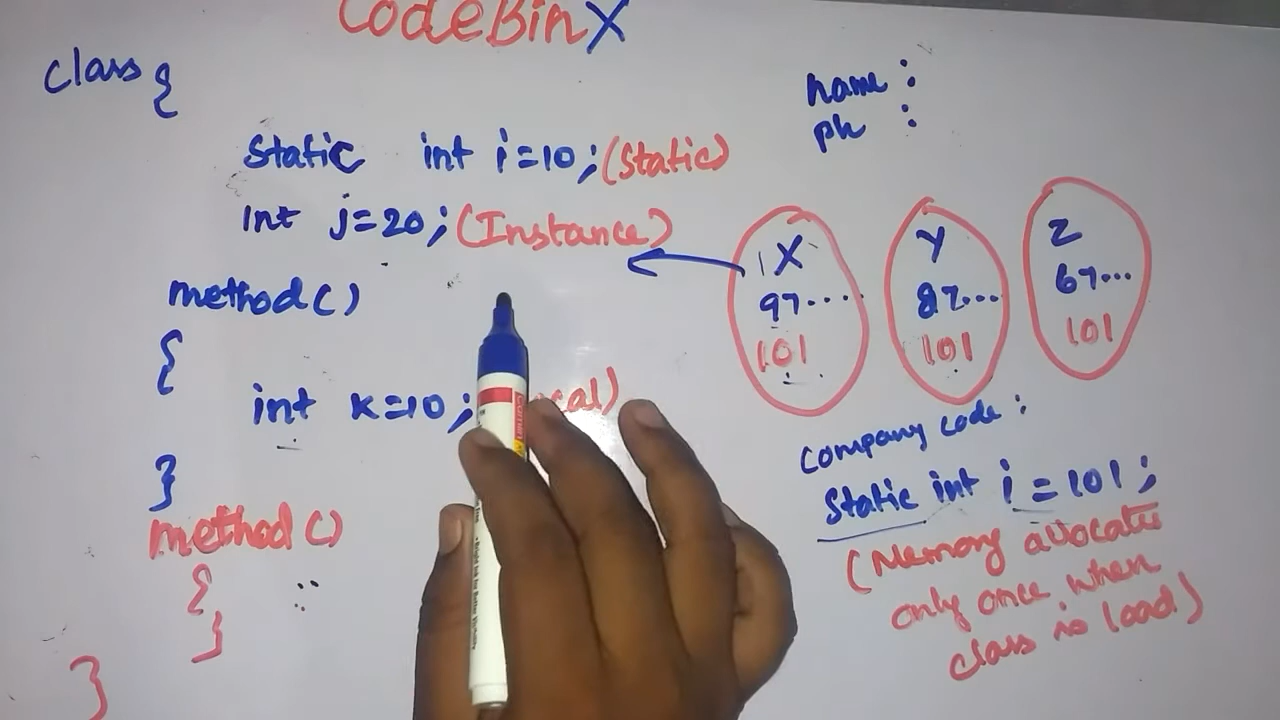 CodeBinX
class {
static int i=10; (static)
int j=20; (Instance)
method()
{
int k=10;
}
method()
{
}
}
name :
ph :
X
97....
101
Y
87...
101
Z
67...
101
company code :
static int i = 101;
(Memory allocates
only once when
class is load)